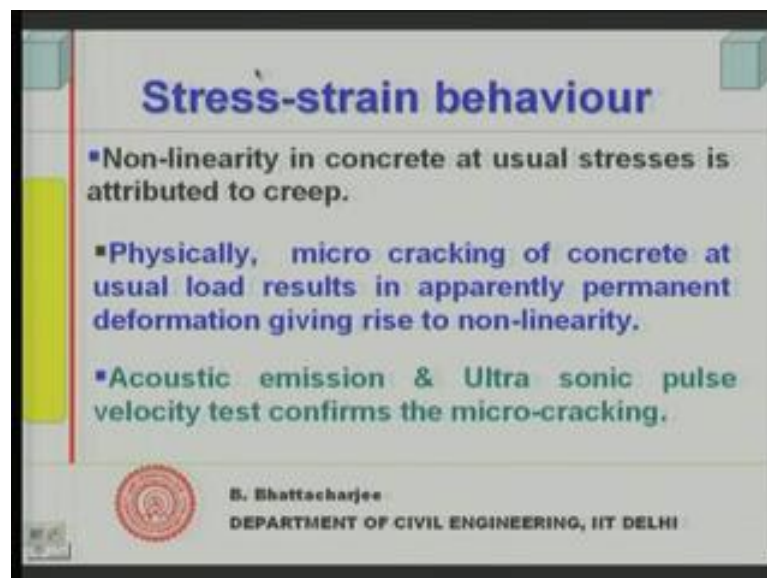 Stress-strain behaviour
▪Non-linearity in concrete at usual stresses is
attributed to creep.
▪Physically, micro cracking of concrete at
usual load results in apparently permanent
deformation giving rise to non-linearity.
▪Acoustic emission & Ultra sonic pulse
velocity test confirms the micro-cracking.
B. Bhattacharjee
DEPARTMENT OF CIVIL ENGINEERING, IIT DELHI